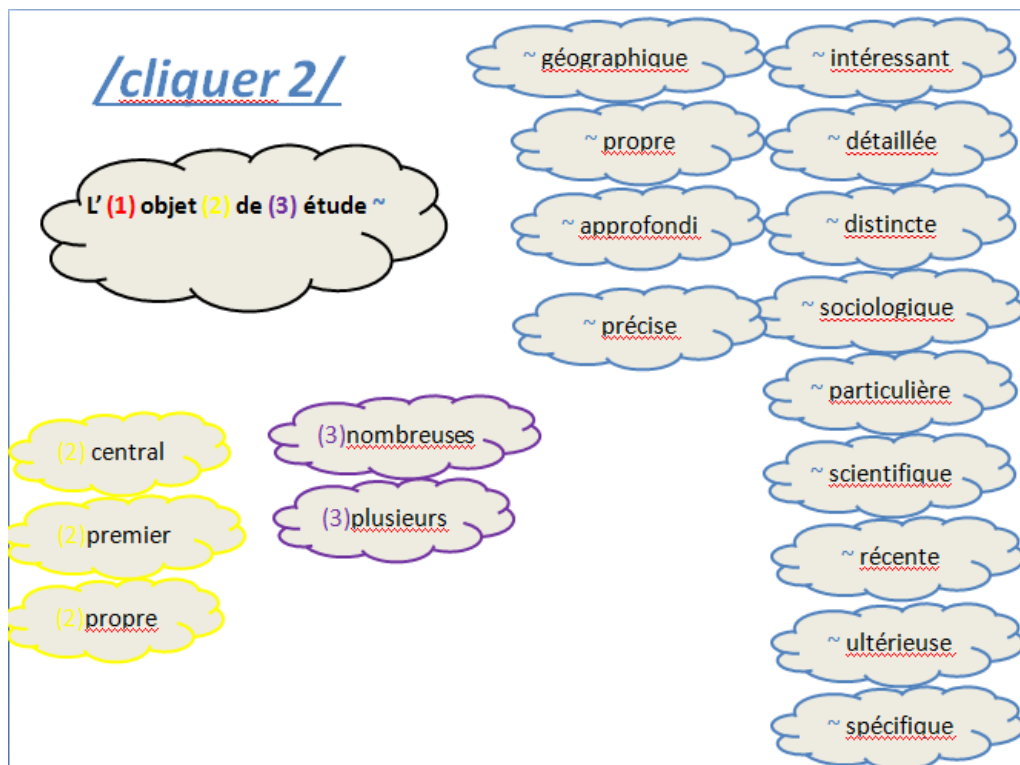 /cliquer 2/
L' (1) objet (2) de (3) étude ~
~ géographique
~ propre
~ approfondi
~ précise
~ intéressant
~ détaillée
~ distincte
~ sociologique
~ particulière
~ scientifique
~ récente
~ ultérieuse
~ spécifique
(2) central
(2)premier
(2)propre
(3)nombreuses
(3)plusieurs